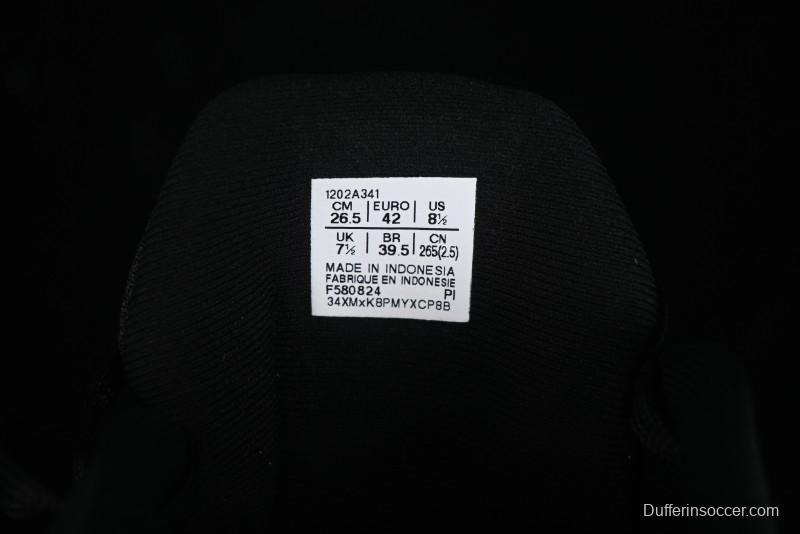 1202A341
CM | EURO | US
26.5 | 42 | 8½
UK | BR | CN
7½ | 39.5 | 265(2.5)
MADE IN INDONESIA
FABRIQUE EN INDONESIE
F580824 PI
34XMxK8PMYXCP8B
Dufferinsoccer.com